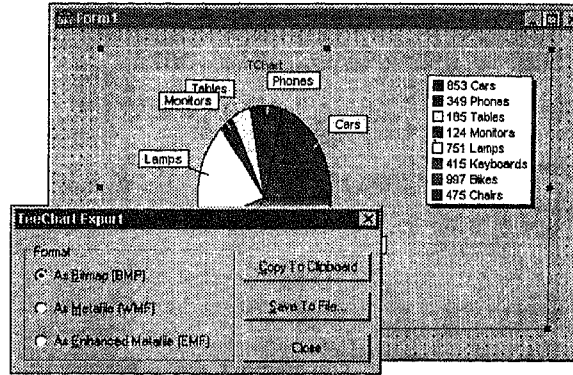 Form1
TChart
Phones
Tables
Monitors
Cars
Lamps
853 Cars
349 Phones
185 Tables
124 Monitors
751 Lamps
415 Keyboards
997 Bikes
475 Chairs
TeeChart Export
Format
As Bitmap (BMP)
As Metafile (WMF)
As Enhanced Metafile (EMF)
Copy To Clipboard
Save To File...
Close